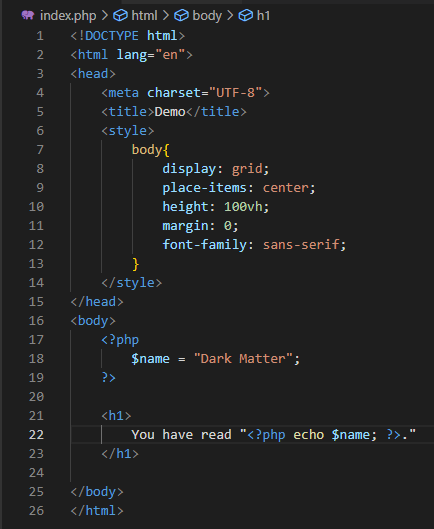 index.php > html > body > h1
1 <!DOCTYPE html>
2 <html lang="en">
3 <head>
4     <meta charset="UTF-8">
5     <title>Demo</title>
6     <style>
7         body{
8             display: grid;
9             place-items: center;
10             height: 100vh;
11             margin: 0;
12             font-family: sans-serif;
13         }
14     </style>
15 </head>
16 <body>
17     <?php
18         $name = "Dark Matter";
19     ?>
20
21     <h1>
22         You have read "<?php echo $name; ?>."
23     </h1>
24
25 </body>
26 </html>